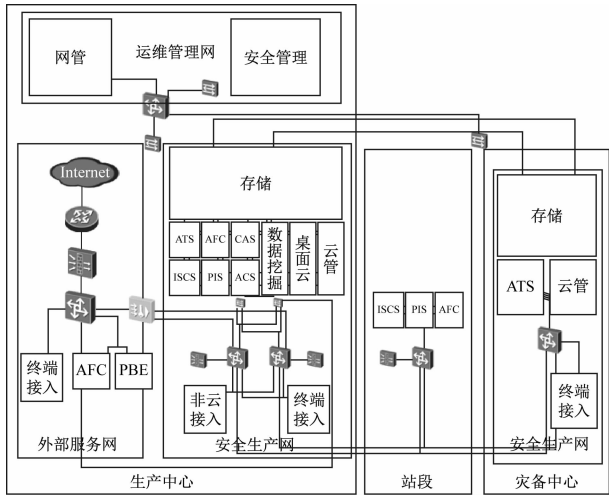 网管
运维管理网
安全管理
Internet
存储
存储
ATS
AFC
CAS
数据挖掘
桌面云
云管
ISCS
PIS
ACS
ISCS
PIS
AFC
ATS
云管
终端
接入
AFC
PBE
非云
接入
终端
接入
终端
接入
外部服务网
安全生产网
安全生产网
生产中心
站段
灾备中心